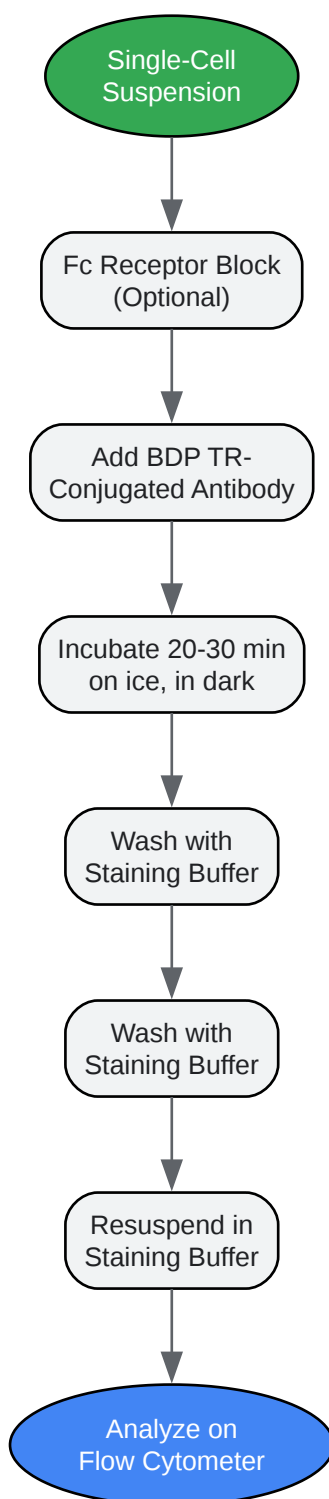 Single-Cell
Suspension
Fc Receptor Block
(Optional)
Add BDP TR-
Conjugated Antibody
Incubate 20-30 min
on ice, in dark
Wash with
Staining Buffer
Wash with
Staining Buffer
Resuspend in
Staining Buffer
Analyze on
Flow Cytometer